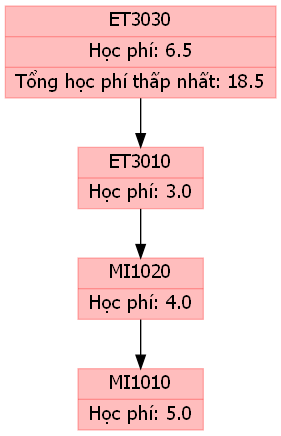 ET3030
Học phí: 6.5
Tổng học phí thấp nhất: 18.5
ET3010
Học phí: 3.0
MI1020
Học phí: 4.0
MI1010
Học phí: 5.0